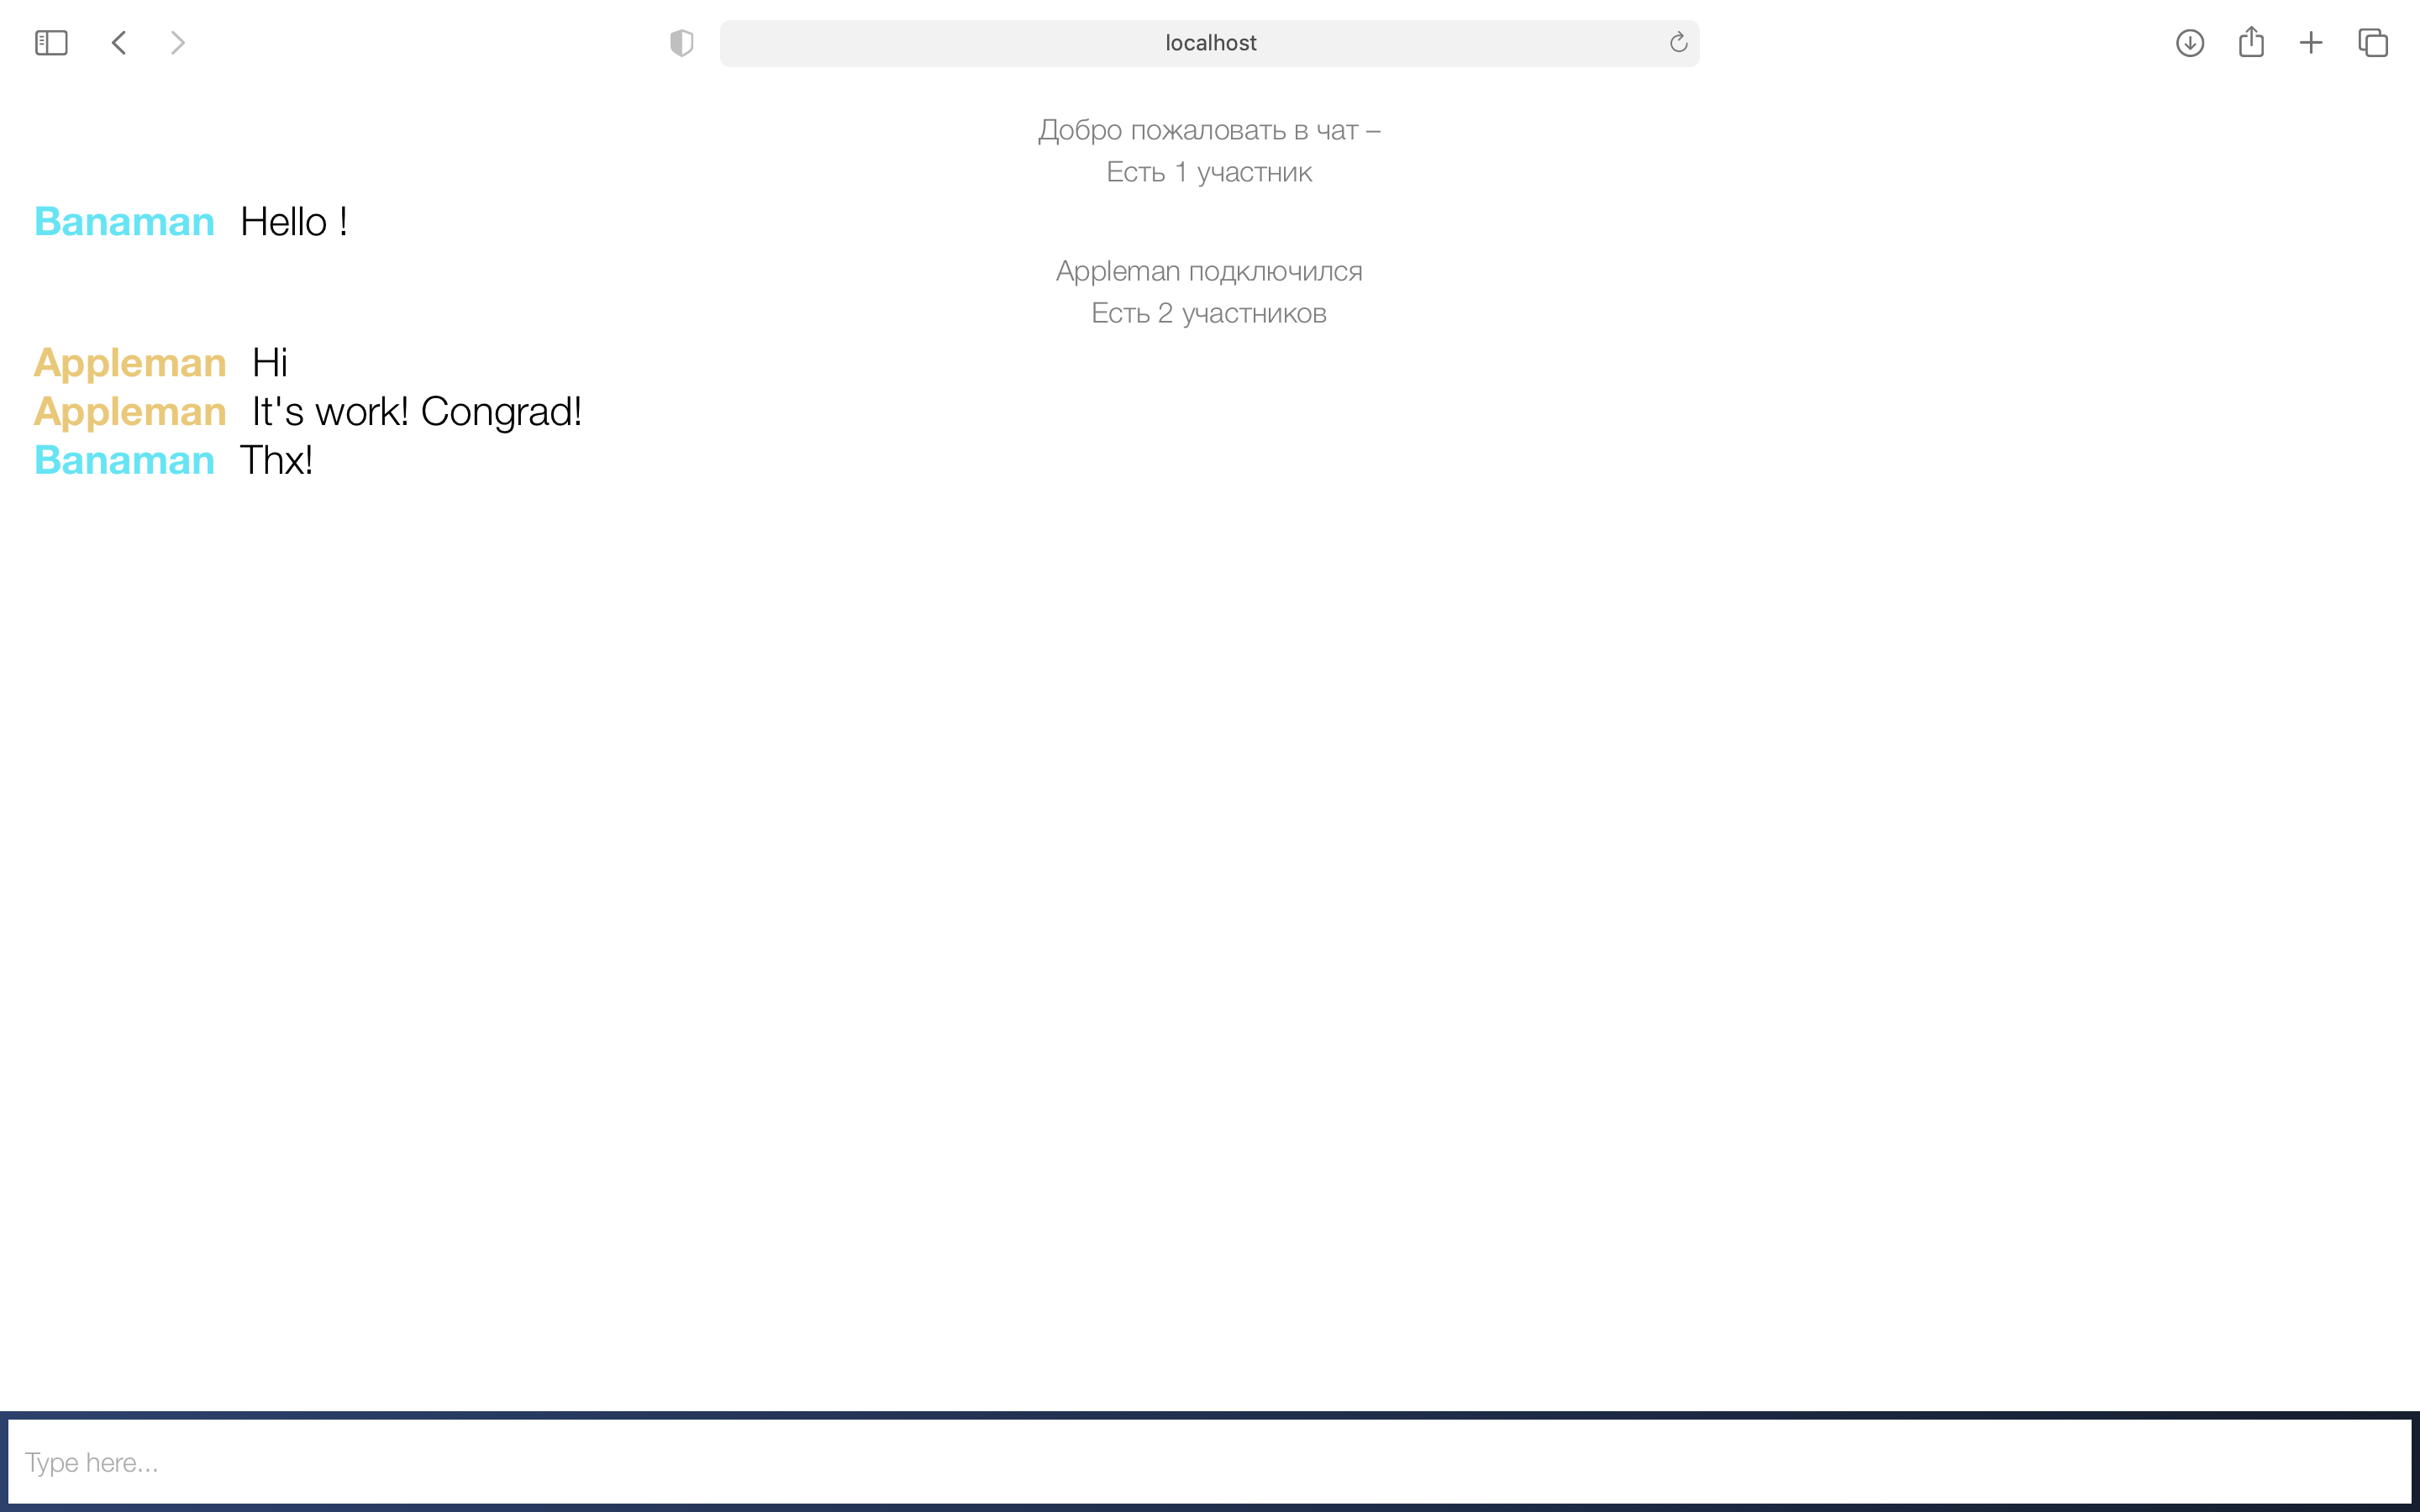 localhost
Добро пожаловать в чат –
Есть 1 участник
Banaman Hello !
Appleman подключился
Есть 2 участников
Appleman Hi
Appleman It's work! Congrad!
Banaman Thx!
Type here...